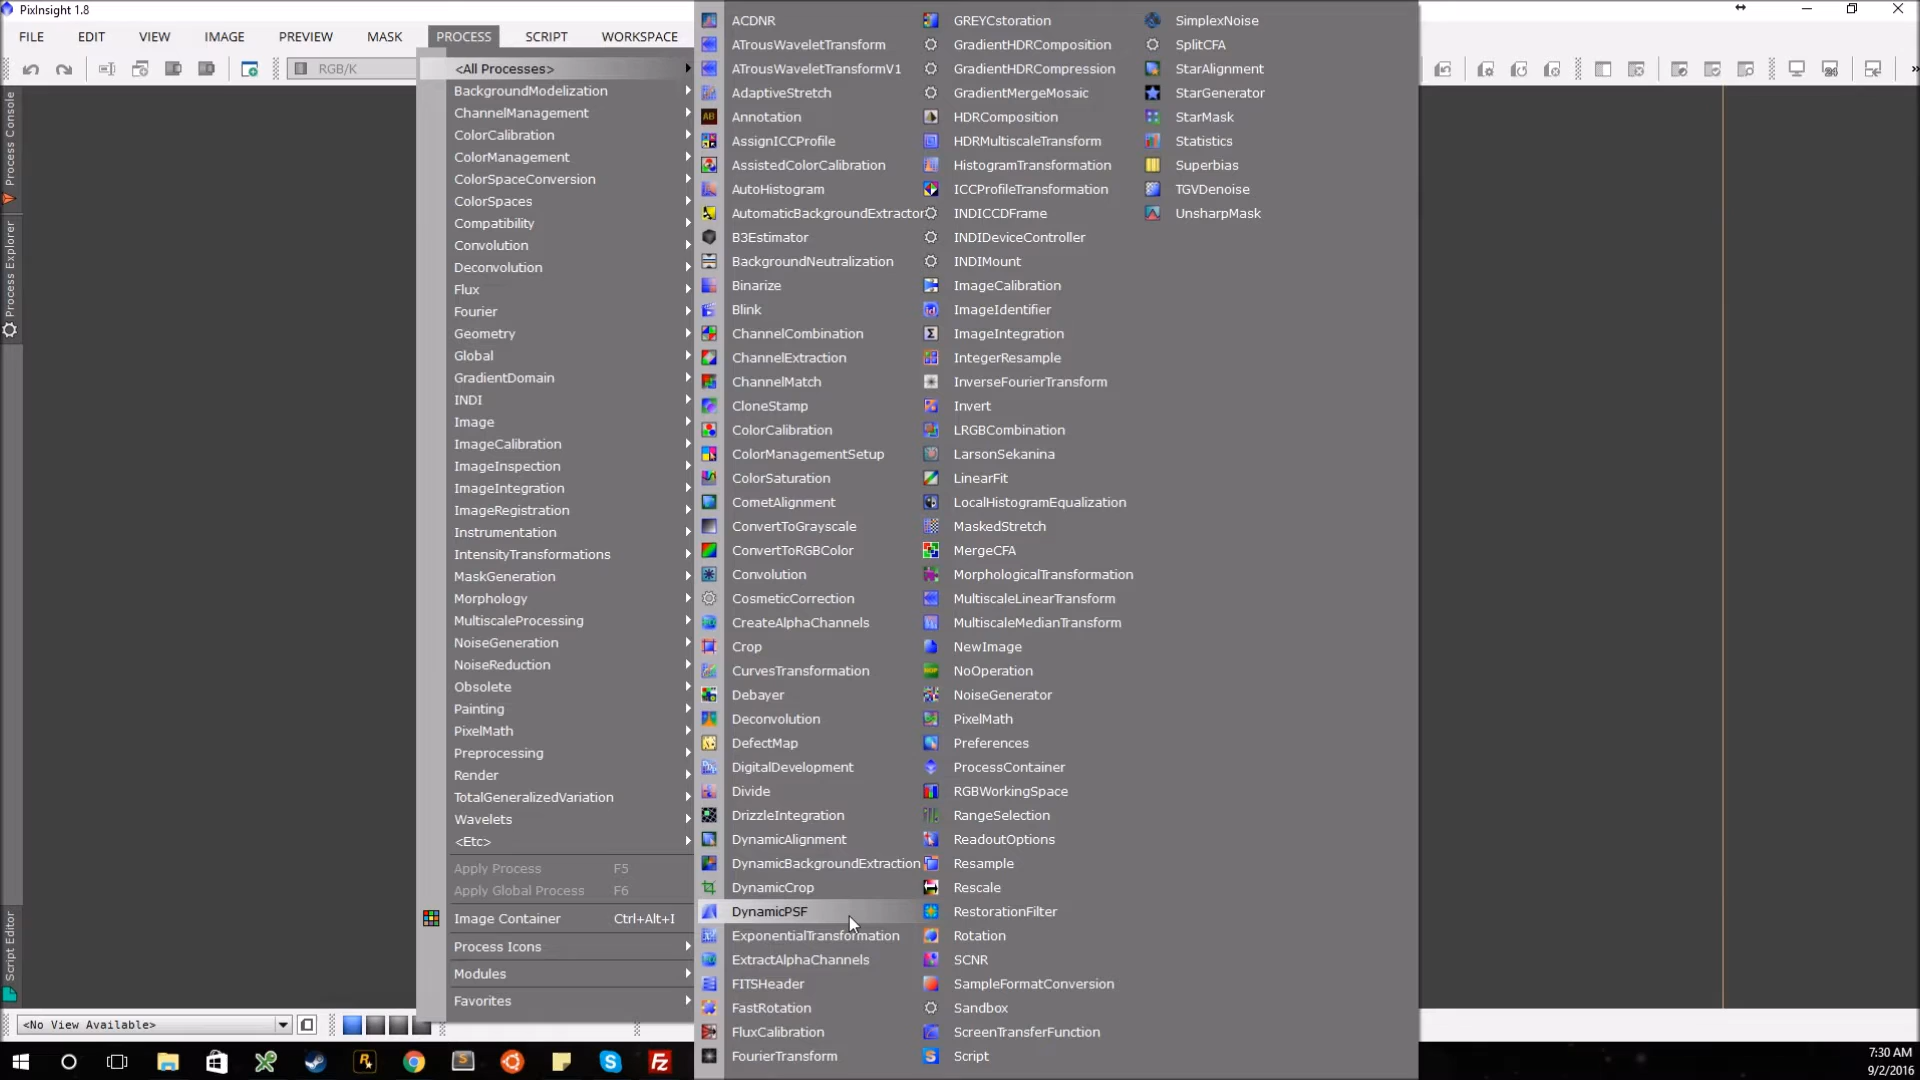 PixInsight 1.8
FILE EDIT VIEW IMAGE PREVIEW MASK PROCESS SCRIPT WORKSPACE
RGB/K
Process Console
Process Explorer
Script Editor
<All Processes>
BackgroundModelization
ChannelManagement
ColorCalibration
ColorManagement
ColorSpaceConversion
ColorSpaces
Compatibility
Convolution
Deconvolution
Flux
Fourier
Geometry
Global
GradientDomain
INDI
Image
ImageCalibration
ImageInspection
ImageIntegration
ImageRegistration
Instrumentation
IntensityTransformations
MaskGeneration
Morphology
MultiscaleProcessing
NoiseGeneration
NoiseReduction
Obsolete
Painting
PixelMath
Preprocessing
Render
TotalGeneralizedVariation
Wavelets
<Etc>
Apply Process F5
Apply Global Process F6
Image Container Ctrl+Alt+I
Process Icons
Modules
Favorites
ACDNR
ATrousWaveletTransform
ATrousWaveletTransformV1
AdaptiveStretch
Annotation
AssignICCProfile
AssistedColorCalibration
AutoHistogram
AutomaticBackgroundExtractor
B3Estimator
BackgroundNeutralization
Binarize
Blink
ChannelCombination
ChannelExtraction
ChannelMatch
CloneStamp
ColorCalibration
ColorManagementSetup
ColorSaturation
CometAlignment
ConvertToGrayscale
ConvertToRGBColor
Convolution
CosmeticCorrection
CreateAlphaChannels
Crop
CurvesTransformation
Debayer
Deconvolution
DefectMap
DigitalDevelopment
Divide
DrizzleIntegration
DynamicAlignment
DynamicBackgroundExtraction
DynamicCrop
DynamicPSF
ExponentialTransformation
ExtractAlphaChannels
FITSHeader
FastRotation
FluxCalibration
FourierTransform
GREYCstoration
GradientHDRComposition
GradientHDRCompression
GradientMergeMosaic
HDRComposition
HDRMultiscaleTransform
HistogramTransformation
ICCProfileTransformation
INDICCDFrame
INDIDeviceController
INDIMount
ImageCalibration
ImageIdentifier
ImageIntegration
IntegerResample
InverseFourierTransform
Invert
LRGBCombination
LarsonSekanina
LinearFit
LocalHistogramEqualization
MaskedStretch
MergeCFA
MorphologicalTransformation
MultiscaleLinearTransform
MultiscaleMedianTransform
NewImage
NoOperation
NoiseGenerator
PixelMath
Preferences
ProcessContainer
RGBWorkingSpace
RangeSelection
ReadoutOptions
Resample
Rescale
RestorationFilter
Rotation
SCNR
SampleFormatConversion
Sandbox
ScreenTransferFunction
Script
SimplexNoise
SplitCFA
StarAlignment
StarGenerator
StarMask
Statistics
Superbias
TGVDenoise
UnsharpMask
<No View Available>
7:30 AM
9/2/2016